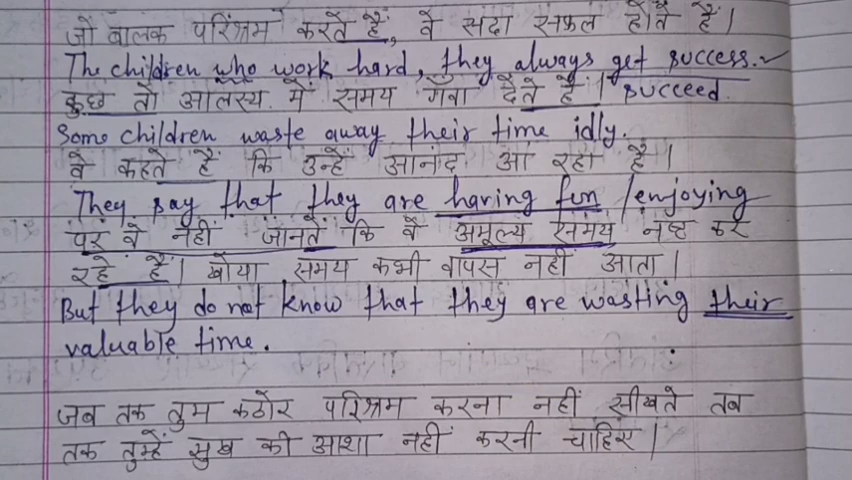 जो बालक परिश्रम करते हैं, वे सदा सफल होते हैं।
The children who work hard, they always get success.
कुछ तो आलस्य में समय गँवा देते हैं। succeed.
Some children waste away their time idly.
वे कहते हैं कि उन्हें आनंद आ रहा है।
They say that they are having fun /enjoying
पर वे नहीं जानते कि वे अमूल्य समय नष्ट कर
रहे हैं। खोया समय कभी वापस नहीं आता।
But they do not know that they are wasting their
valuable time.
जब तक तुम कठोर परिश्रम करना नहीं सीखते तब
तक तुम्हें सुख की आशा नहीं करनी चाहिए।